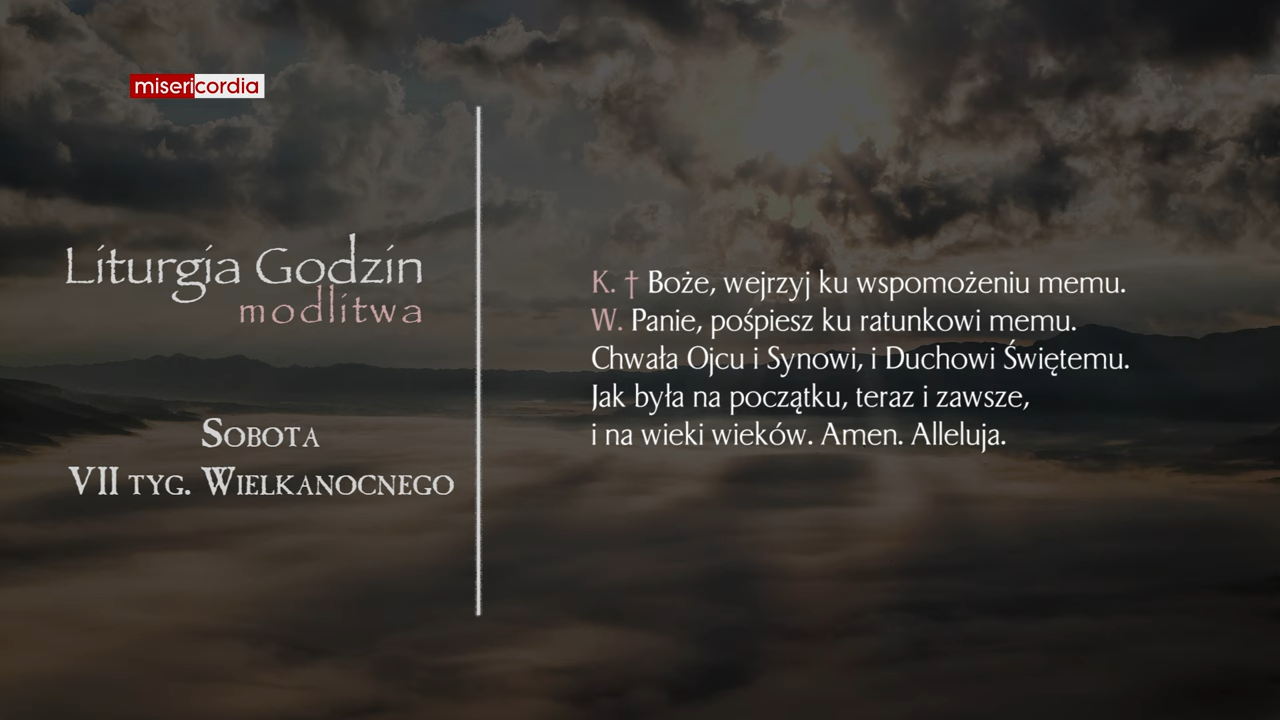 misericordia
Liturgia Godzin
modlitwa
Sobota
VII tyg. Wielkanocnego
K. † Boże, wejrzyj ku wspomożeniu memu.
W. Panie, pośpiesz ku ratunkowi memu.
Chwała Ojcu i Synowi, i Duchowi Świętemu.
Jak była na początku, teraz i zawsze,
i na wieki wieków. Amen. Alleluja.